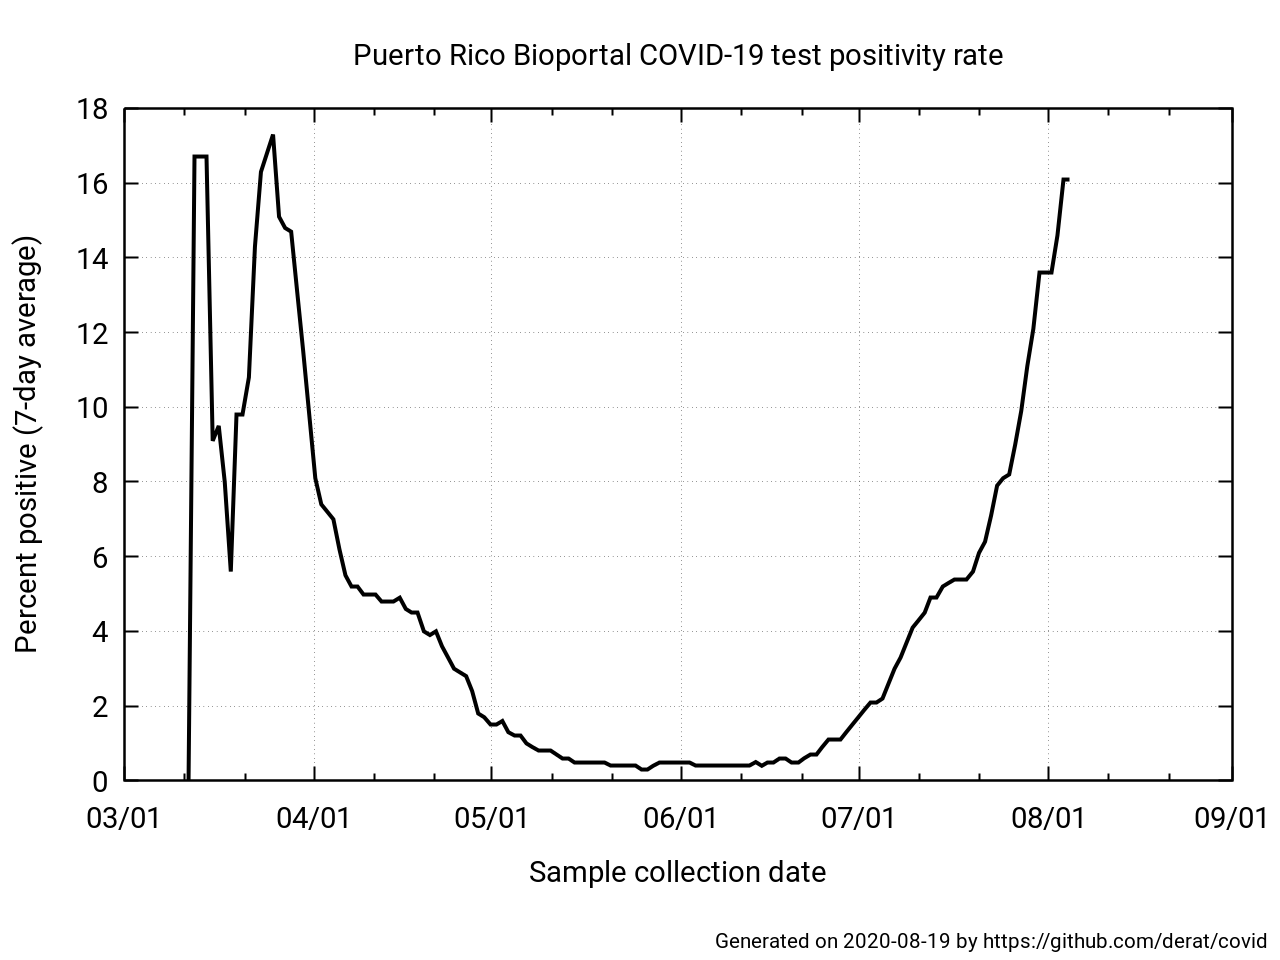 Puerto Rico Bioportal COVID-19 test positivity rate
18
16
14
12
10
8
6
4
2
0
Percent positive (7-day average)
03/01 04/01 05/01 06/01 07/01 08/01 09/01
Sample collection date
Generated on 2020-08-19 by https://github.com/derat/covid